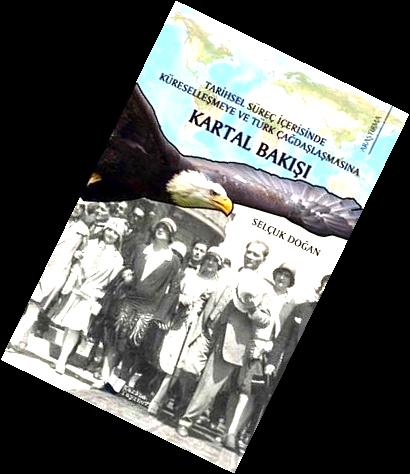 ARAŞTIRMA
TARİHSEL SÜREÇ İÇERİSİNDE
KÜRESELLEŞMEYE VE TÜRK ÇAĞDAŞLAŞMASINA
KARTAL BAKIŞI
SELÇUK DOĞAN